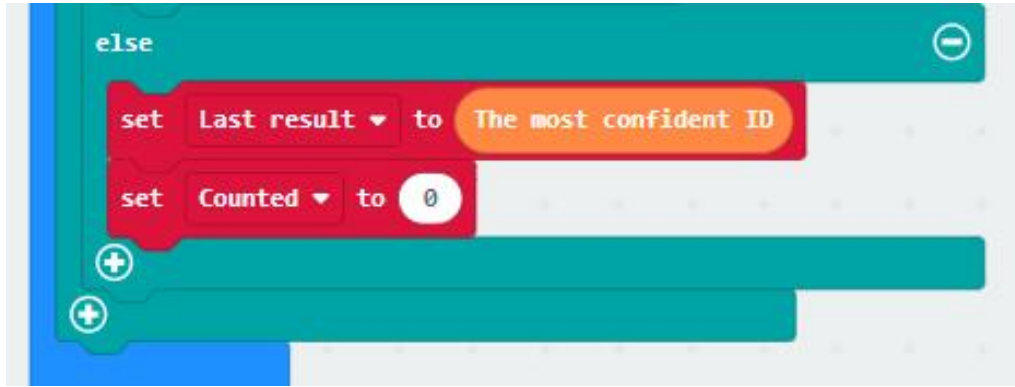 else
set Last result to The most confident ID
set Counted to 0